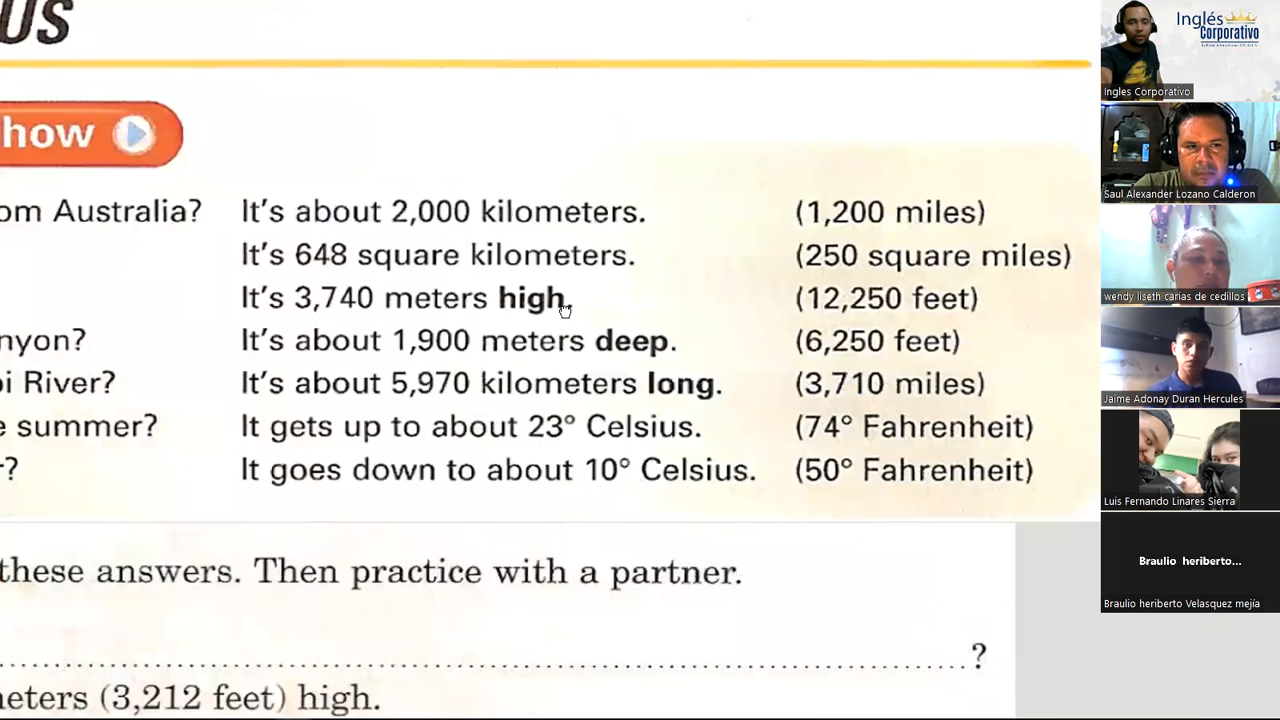 US
how
om Australia? It's about 2,000 kilometers. (1,200 miles)
It's 648 square kilometers. (250 square miles)
It's 3,740 meters high. (12,250 feet)
nyon? It's about 1,900 meters deep. (6,250 feet)
pi River? It's about 5,970 kilometers long. (3,710 miles)
e summer? It gets up to about 23° Celsius. (74° Fahrenheit)
r? It goes down to about 10° Celsius. (50° Fahrenheit)
these answers. Then practice with a partner.
?
meters (3,212 feet) high.
Inglés
Corporativo
Ingles Corporativo
Saul Alexander Lozano Calderon
wendy liseth carias de cedillos
Jaime Adonay Duran Hercules
Luis Fernando Linares Sierra
Braulio heriberto...
Braulio heriberto Velasquez mejía